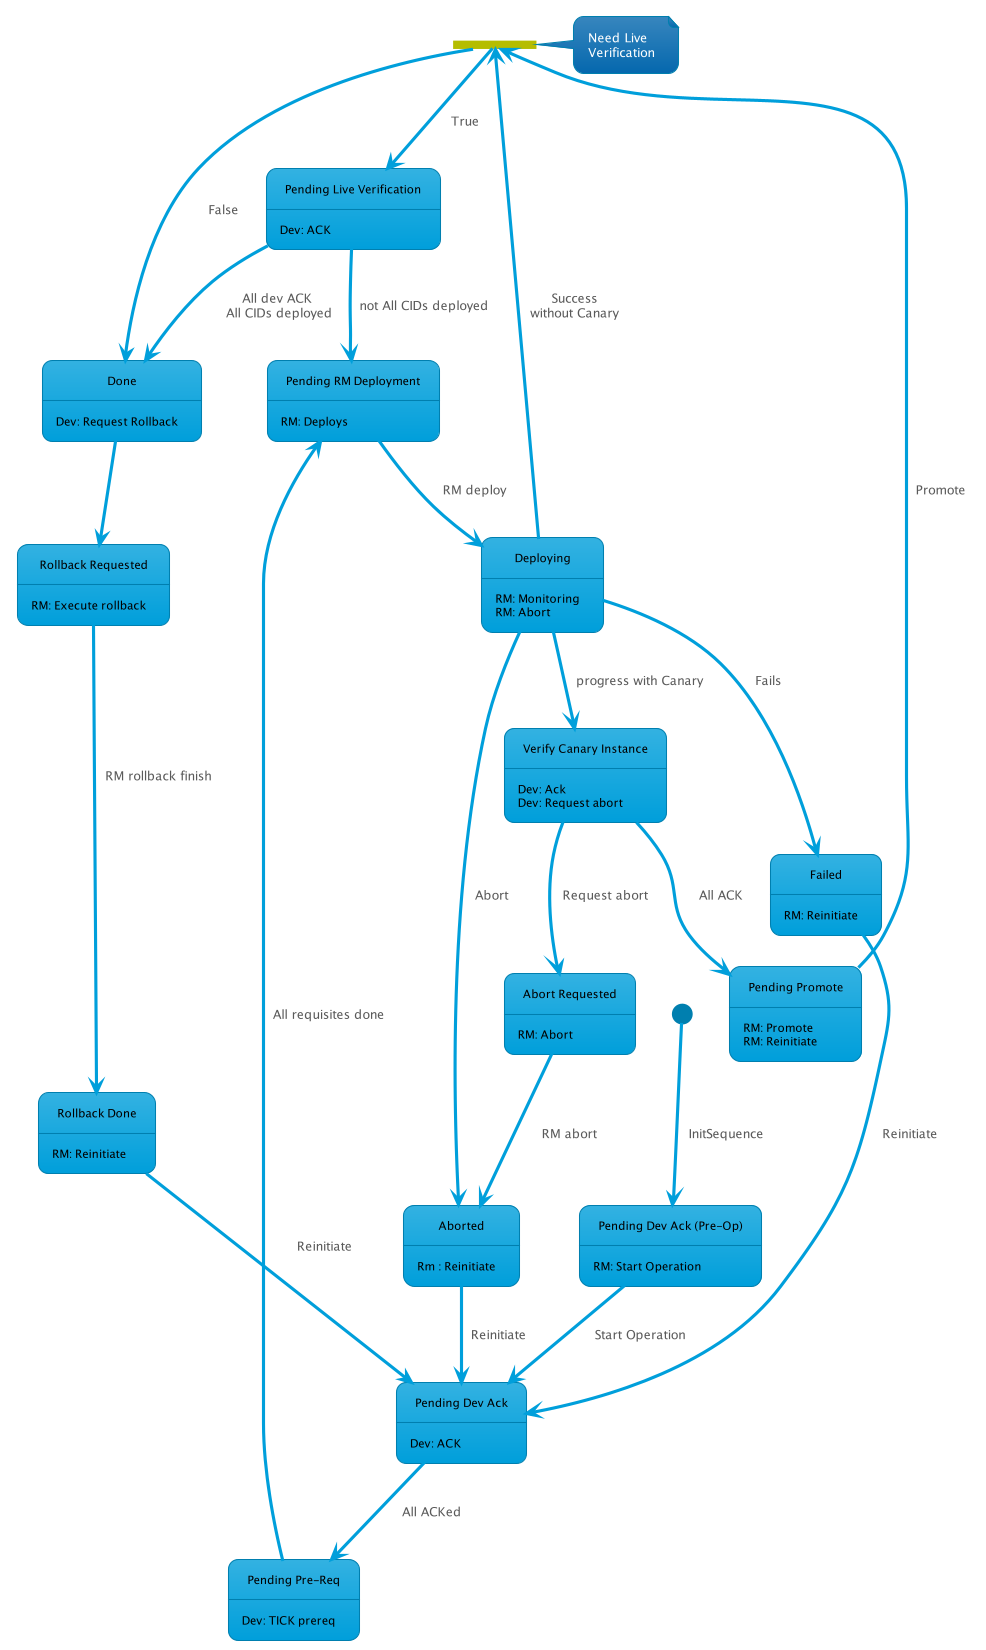 Need Live
Verification
True
Pending Live Verification
Dev: ACK
False
All dev ACK
All CIDs deployed
not All CIDs deployed
Success
without Canary
Done
Dev: Request Rollback
Pending RM Deployment
RM: Deploys
RM deploy
Promote
Rollback Requested
RM: Execute rollback
Deploying
RM: Monitoring
RM: Abort
progress with Canary
Fails
Verify Canary Instance
Dev: Ack
Dev: Request abort
RM rollback finish
Failed
RM: Reinitiate
Abort
Request abort
All ACK
Abort Requested
RM: Abort
Pending Promote
RM: Promote
RM: Reinitiate
All requisites done
Rollback Done
RM: Reinitiate
RM abort
InitSequence
Reinitiate
Aborted
Rm : Reinitiate
Pending Dev Ack (Pre-Op)
RM: Start Operation
Reinitiate
Reinitiate
Start Operation
Pending Dev Ack
Dev: ACK
All ACKed
Pending Pre-Req
Dev: TICK prereq